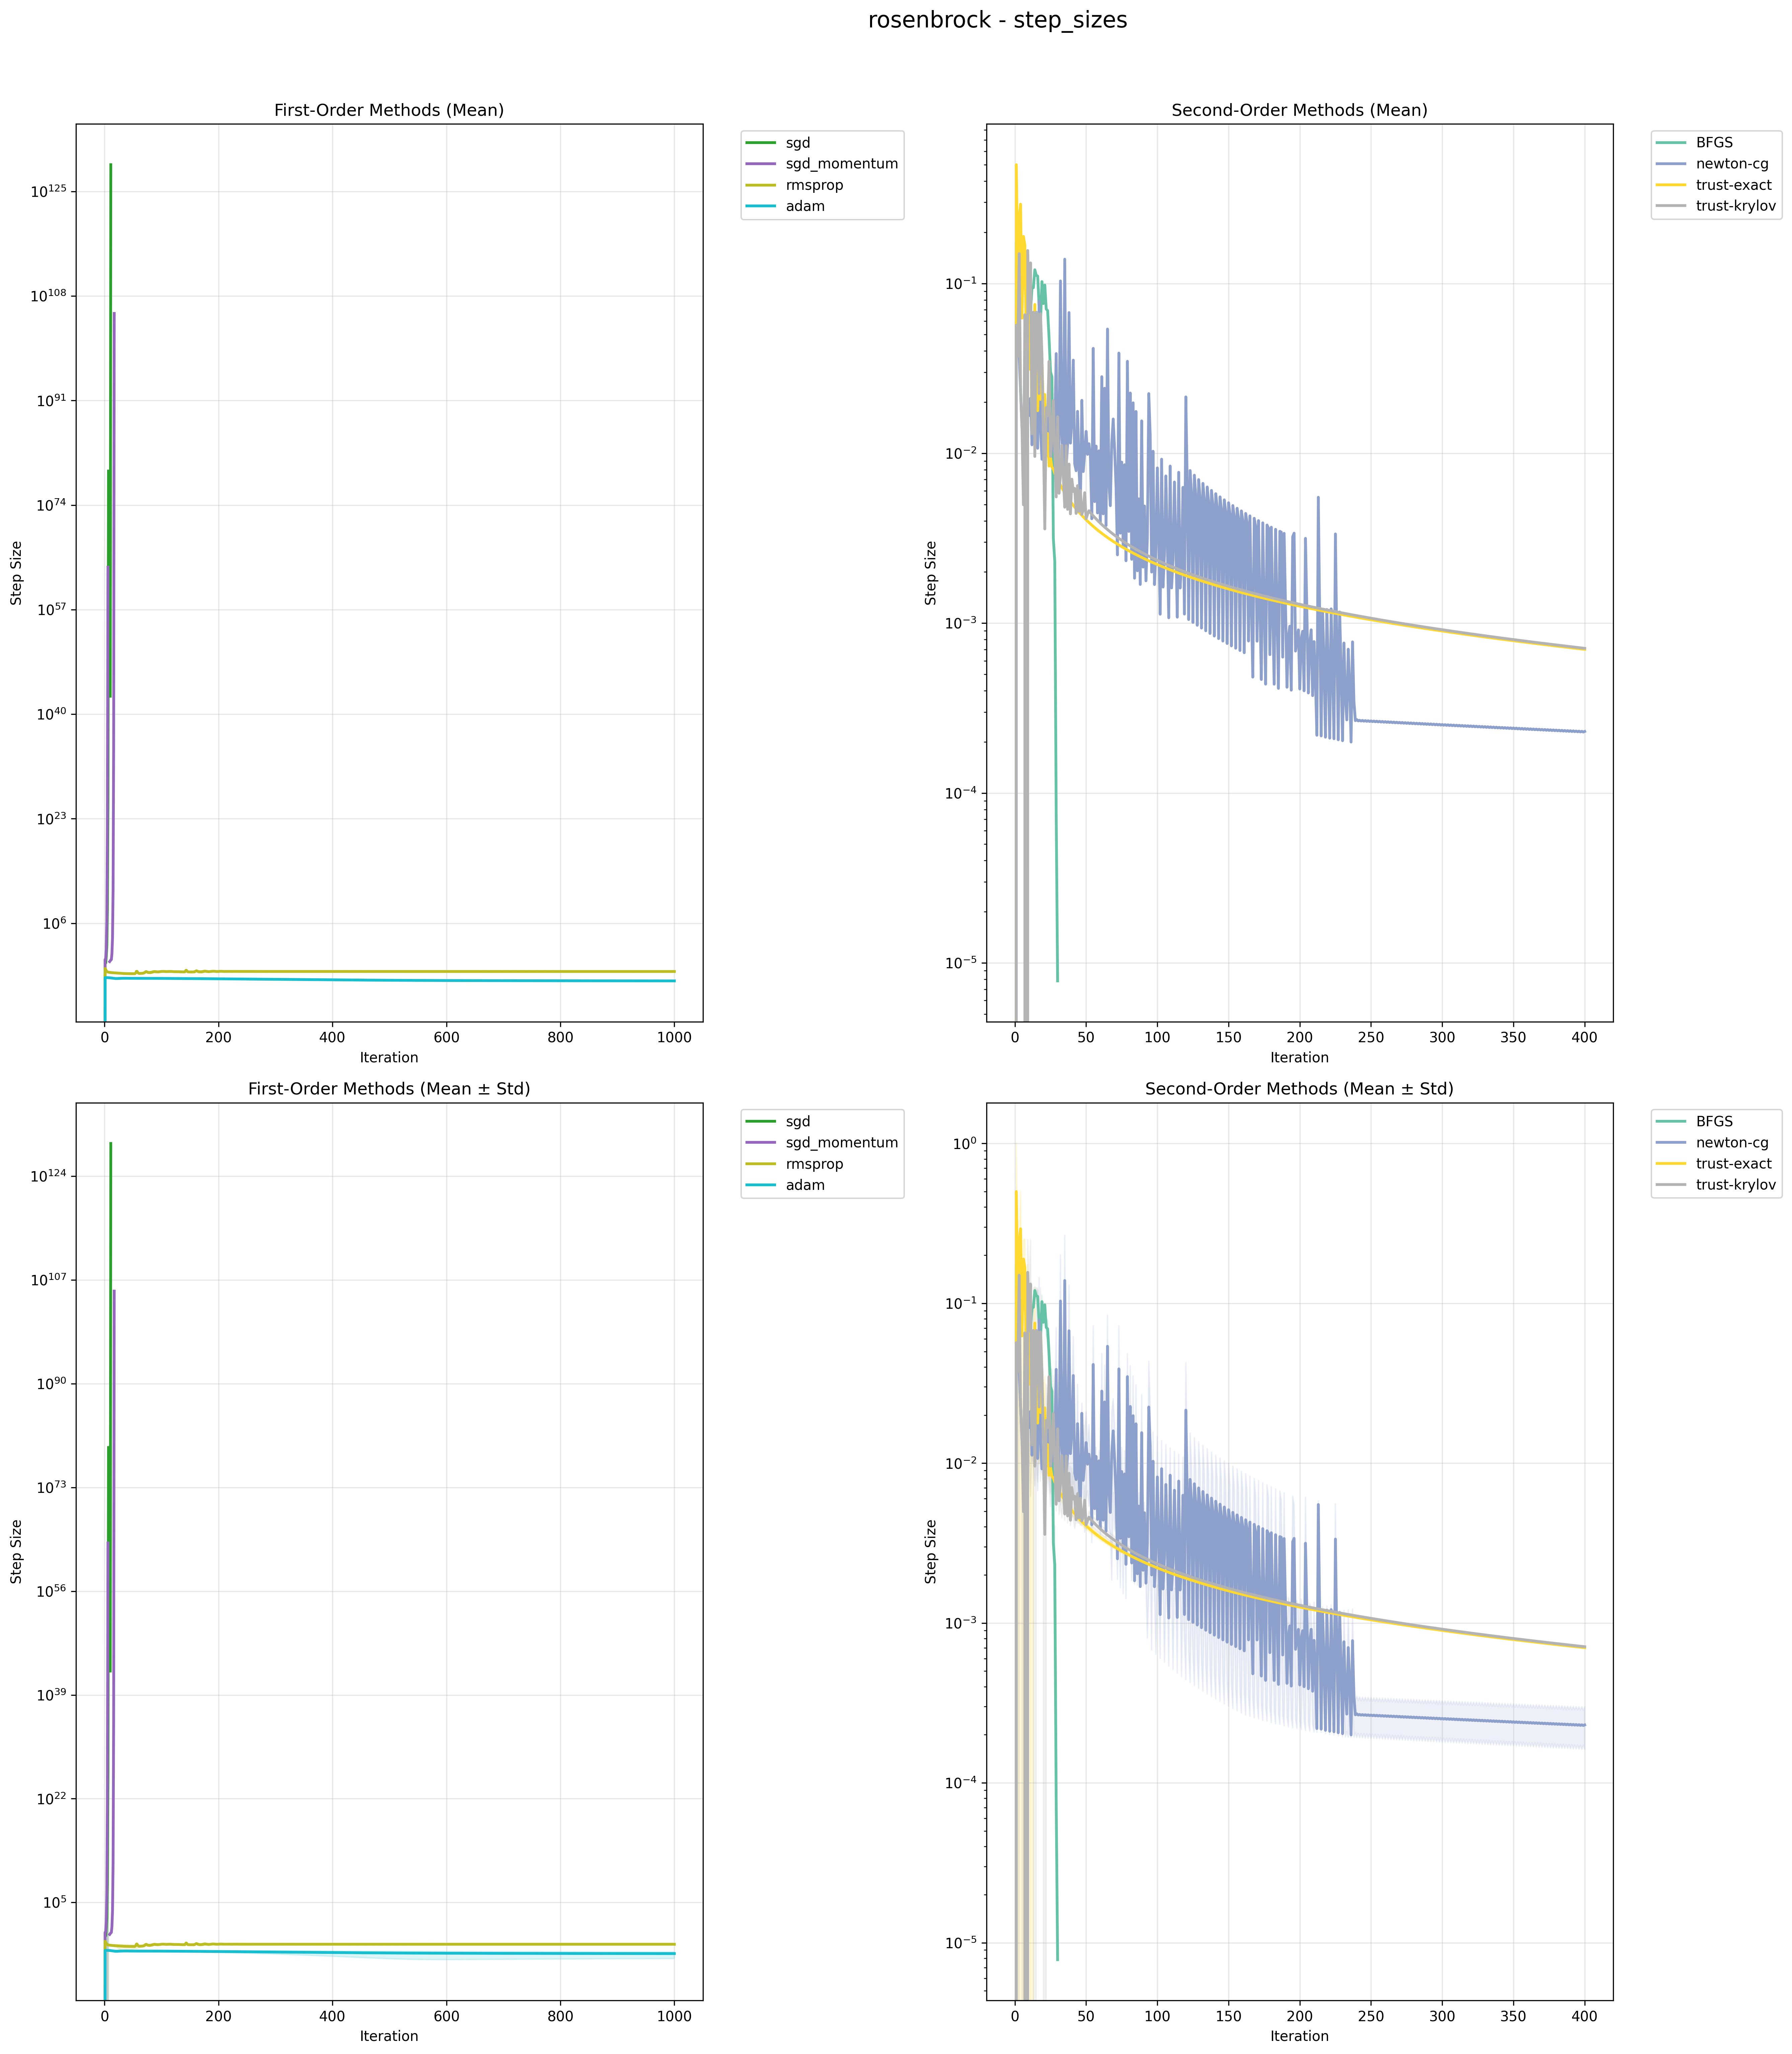 rosenbrock - step_sizes
First-Order Methods (Mean)
10^125
10^108
10^91
10^74
10^57
10^40
10^23
10^6
Step Size
0 200 400 600 800 1000
Iteration
sgd
sgd_momentum
rmsprop
adam
Second-Order Methods (Mean)
10^−1
10^−2
10^−3
10^−4
10^−5
Step Size
0 50 100 150 200 250 300 350 400
Iteration
BFGS
newton-cg
trust-exact
trust-krylov
First-Order Methods (Mean ± Std)
10^124
10^107
10^90
10^73
10^56
10^39
10^22
10^5
Step Size
0 200 400 600 800 1000
Iteration
sgd
sgd_momentum
rmsprop
adam
Second-Order Methods (Mean ± Std)
10^0
10^−1
10^−2
10^−3
10^−4
10^−5
Step Size
0 50 100 150 200 250 300 350 400
Iteration
BFGS
newton-cg
trust-exact
trust-krylov